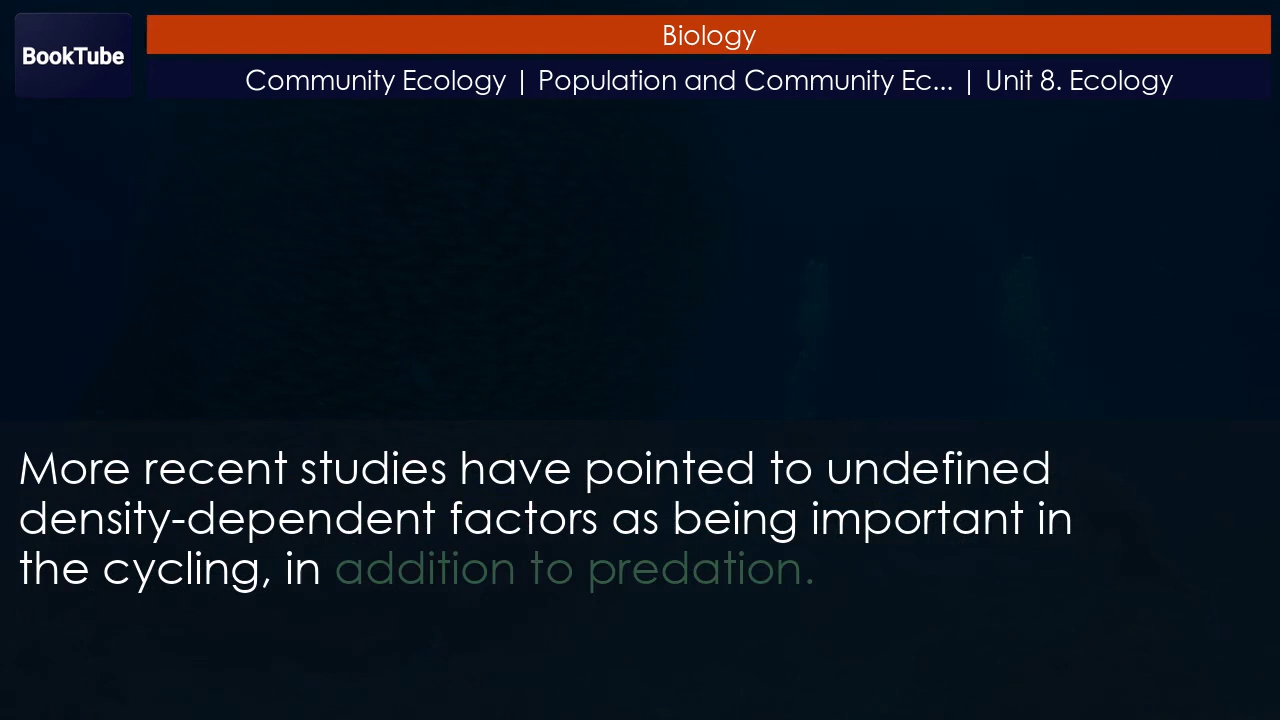 BookTube
Biology
Community Ecology | Population and Community Ec... | Unit 8. Ecology
More recent studies have pointed to undefined
density-dependent factors as being important in
the cycling, in addition to predation.